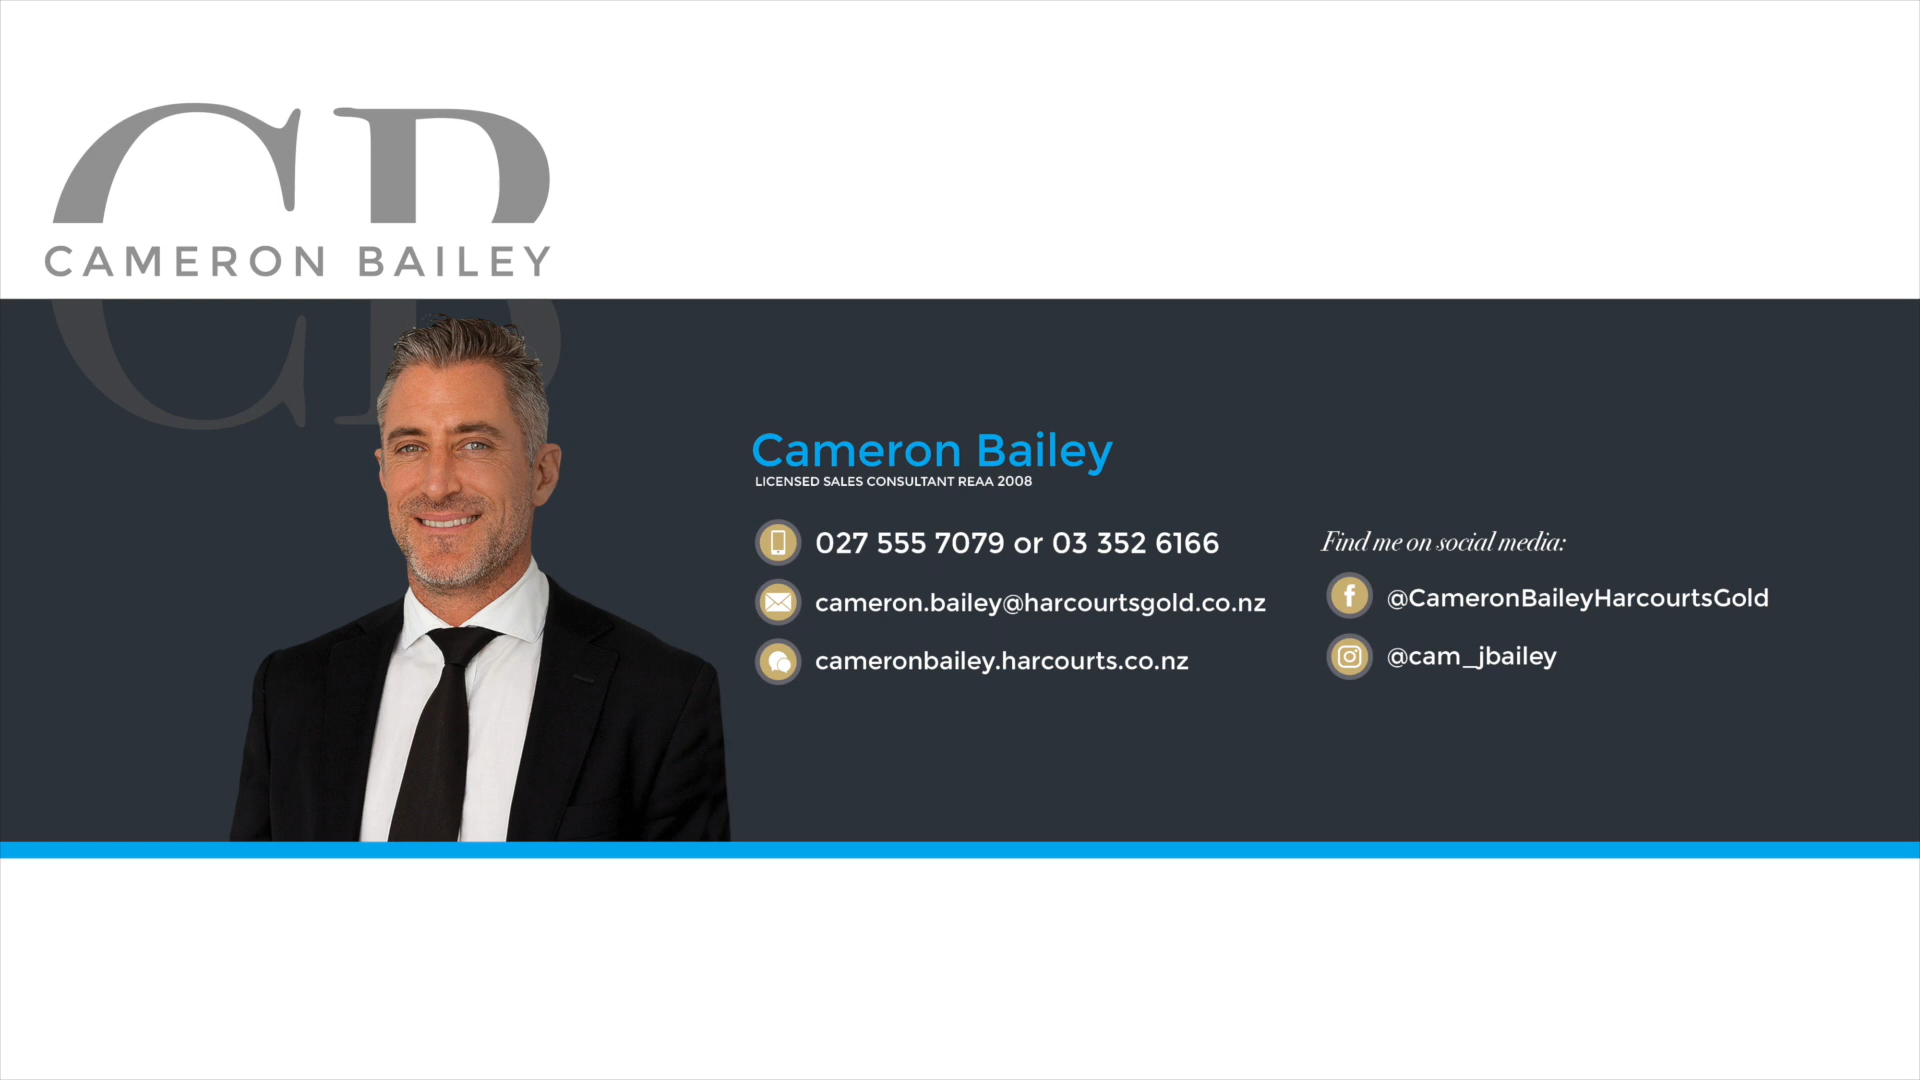 CB
CAMERON BAILEY
Cameron Bailey
LICENSED SALES CONSULTANT REAA 2008
027 555 7079 or 03 352 6166
cameron.bailey@harcourtsgold.co.nz
cameronbailey.harcourts.co.nz
Find me on social media:
@CameronBaileyHarcourtsGold
@cam_jbailey